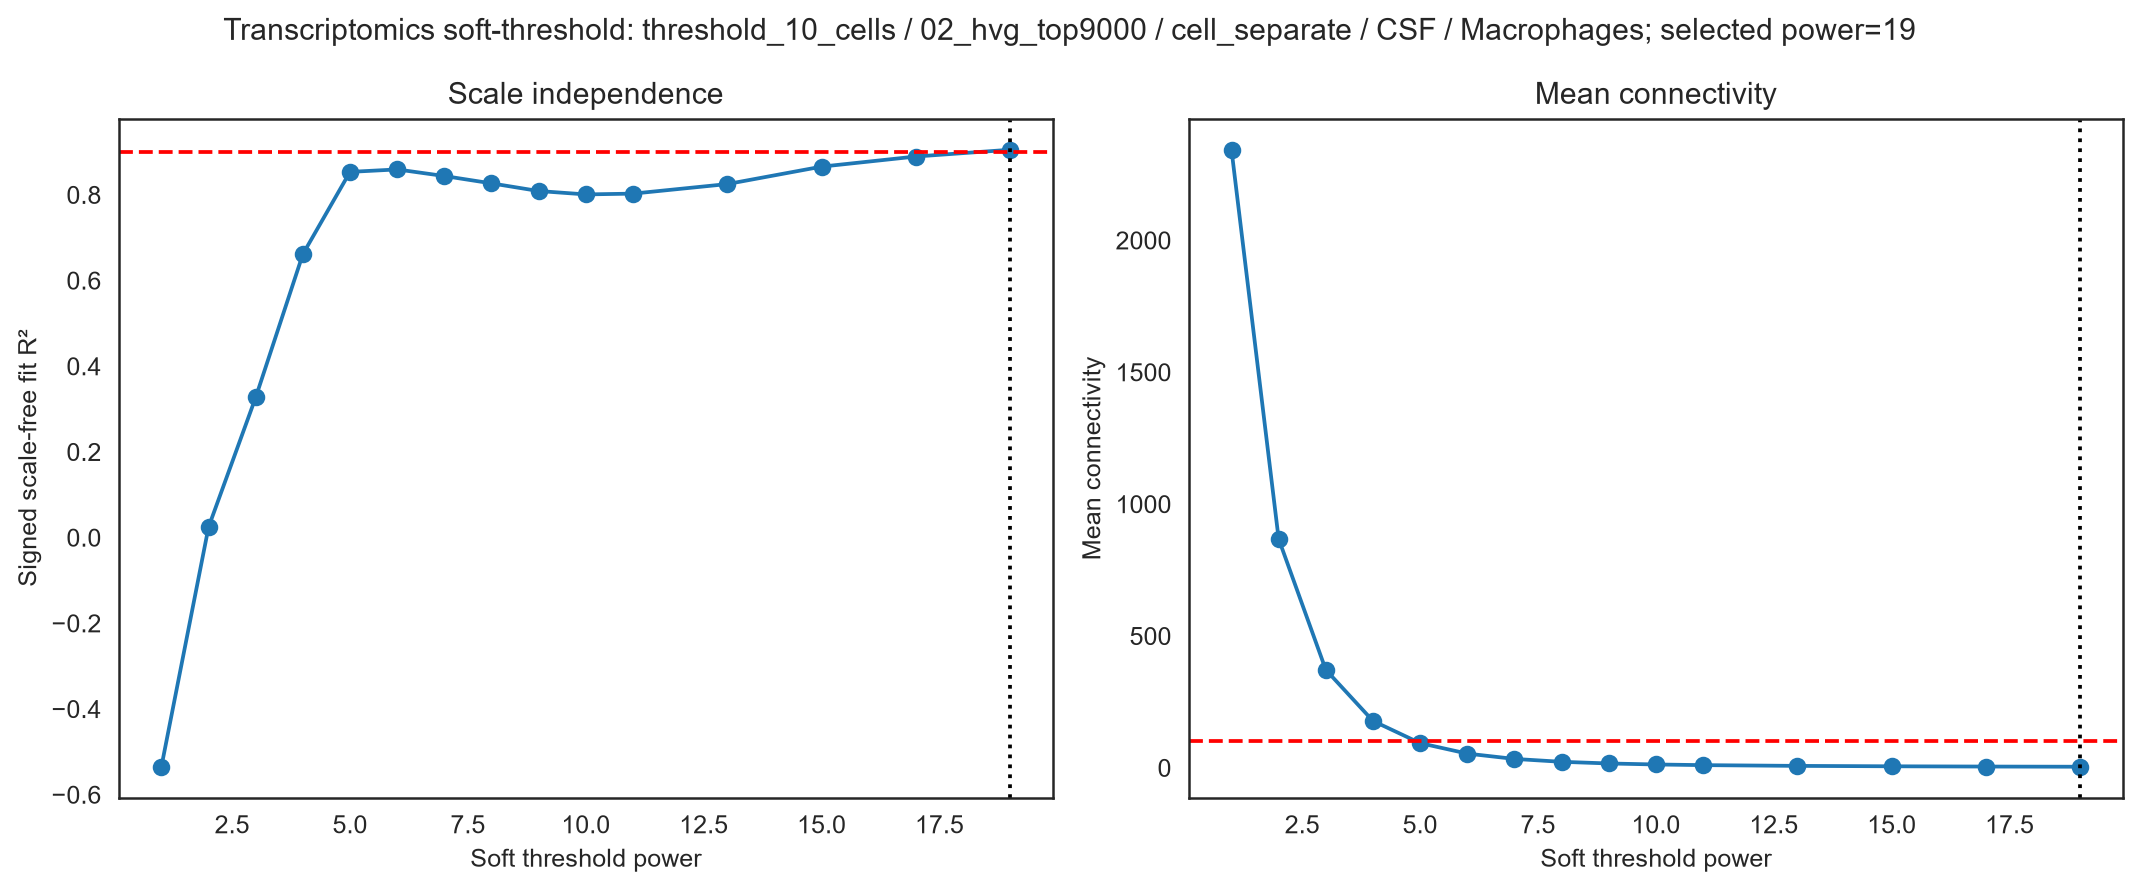 Transcriptomics soft-threshold: threshold_10_cells / 02_hvg_top9000 / cell_separate / CSF / Macrophages; selected power=19
Scale independence
Signed scale-free fit R²
0.8
0.6
0.4
0.2
0.0
−0.2
−0.4
−0.6
2.5 5.0 7.5 10.0 12.5 15.0 17.5
Soft threshold power
Mean connectivity
Mean connectivity
2000
1500
1000
500
0
2.5 5.0 7.5 10.0 12.5 15.0 17.5
Soft threshold power